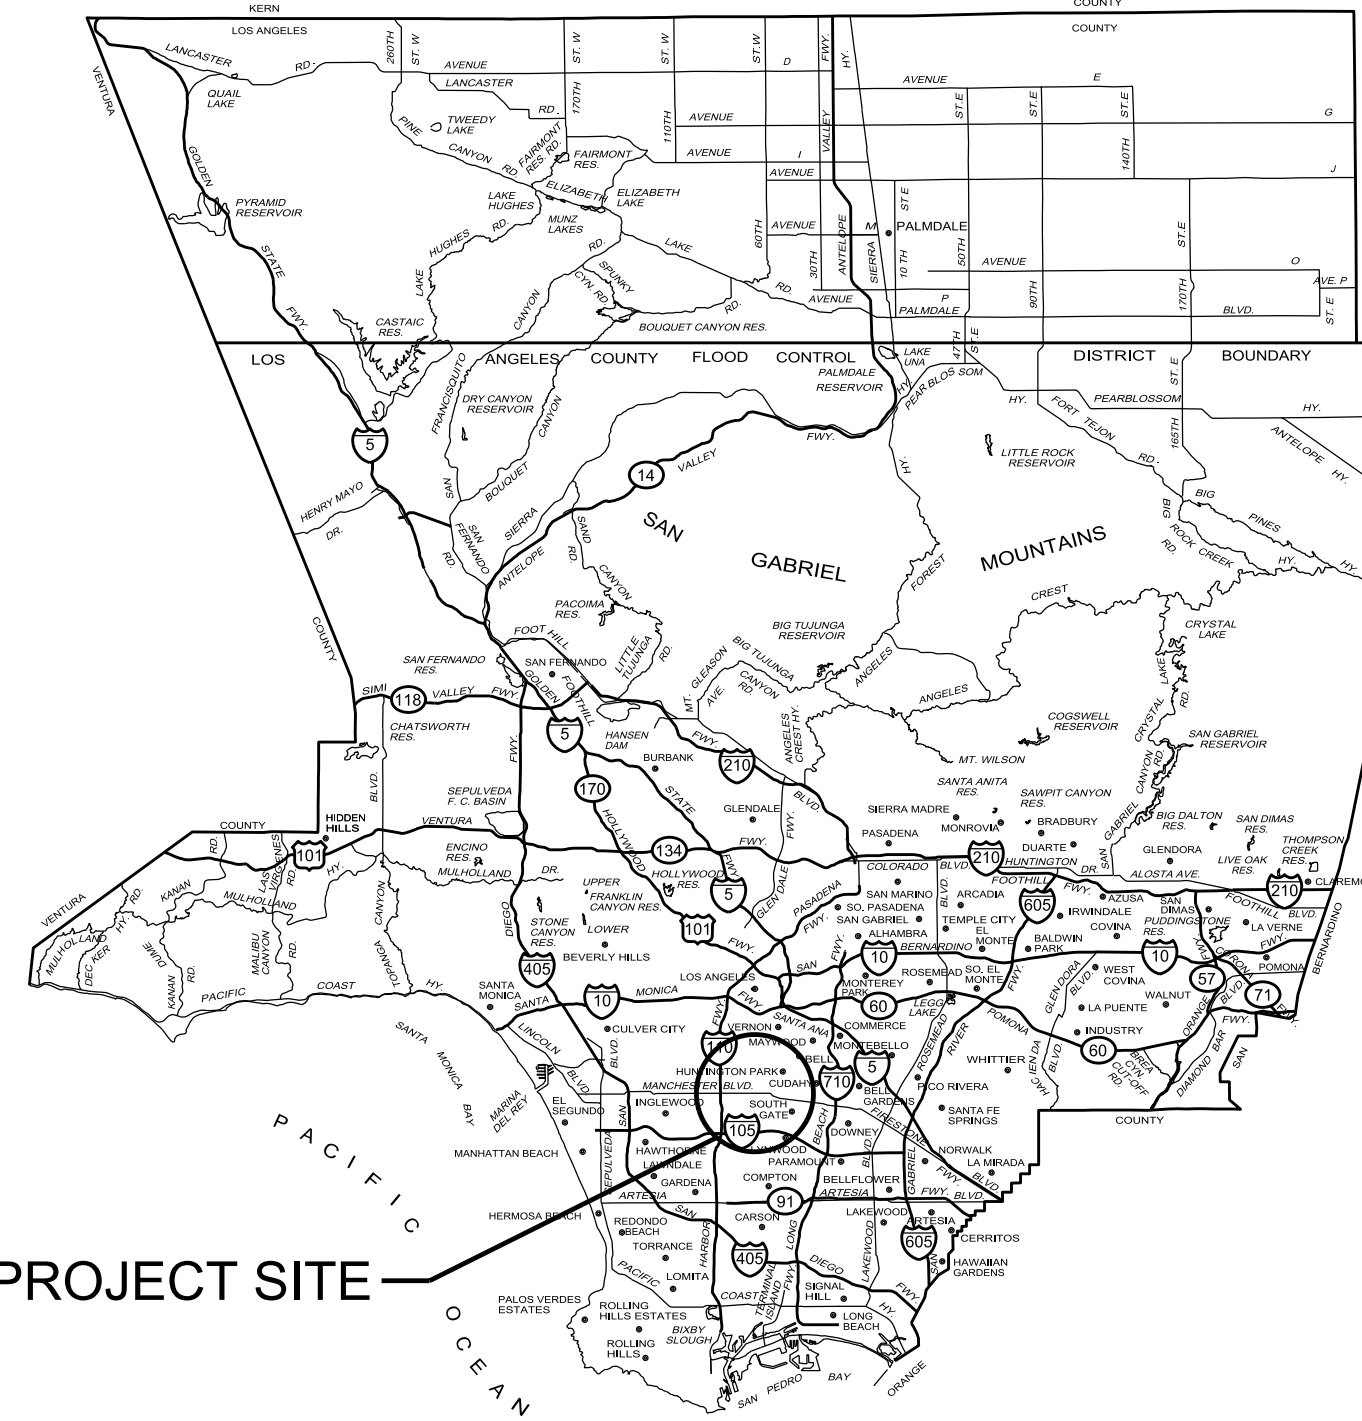 KERN
COUNTY
LOS ANGELES
COUNTY
VENTURA
LANCASTER
RD.
260TH
ST. W
AVENUE
LANCASTER
170TH
ST. W
110TH
ST. W
ST. W
D
VALLEY
FWY.
HY.
AVENUE
E
QUAIL
LAKE
TWEEDY
LAKE
RD.
AVENUE
ST.E
ST.E
ST.E
G
PINE
CANYON
RD
FAIRMONT
RES. RD.
FAIRMONT
RES.
AVENUE
I
140TH
AVENUE
J
GOLDEN
LAKE
HUGHES
ELIZABETH
ELIZABETH
LAKE
MUNZ
LAKES
PYRAMID
RESERVOIR
60TH
AVENUE
M
PALMDALE
ST E
ST.E
HUGHES
RD.
RD.
LAKE
RD.
30TH
ANTELOPE
SIERRA
10 TH
50TH
AVENUE
O
STATE
FWY.
LAKE
CANYON
SPUNKY
CYN. RD.
RD.
AVENUE
P
90TH
170TH
AVE. P
ST. E
PALMDALE
BLVD.
CASTAIC
RES.
BOUQUET CANYON RES.
47TH
ST.E
LOS ANGELES COUNTY FLOOD CONTROL DISTRICT BOUNDARY
LAKE
UNA
PALMDALE
RESERVOIR
HY.
PEAR BLOS SOM
HY.
PEARBLOSSOM
HY.
ST. E
165TH
FRANCISQUITO
DRY CANYON
RESERVOIR
CANYON
BOUQUET
SAN
FORT TEJON
RD.
ANTELOPE
HY.
5
FWY.
14
VALLEY
LITTLE ROCK
RESERVOIR
HY.
HENRY MAYO
DR.
SAN
FERNANDO
RD.
SIERRA
ANTELOPE
SAND
CANYON
RD.
SAN
GABRIEL
MOUNTAINS
BIG
PINES
HY.
HY.
BIG
ROCK CREEK
RD.
FOREST
CREST
COUNTY
PACOIMA
RES.
FOOT HILL
LITTLE
TUJUNGA
RD.
BIG TUJUNGA
RESERVOIR
CRYSTAL
LAKE
SAN FERNANDO
RES.
SAN FERNANDO
GOLDEN
FOOTHILL
MT. GLEASON
AVE.
BIG TUJUNGA
CANYON
RD.
ANGELES
ANGELES
SIMI
118
VALLEY
FWY.
CHATSWORTH
RES.
5
HANSEN
DAM
FWY.
210
ANGELES
CREST HY.
COGSWELL
RESERVOIR
CRYSTAL
LAKE
RD.
SAN GABRIEL
RESERVOIR
FWY.
BURBANK
MT. WILSON
SANTA ANITA
RES.
SAWPIT CANYON
RES.
BLVD.
SEPULVEDA
F. C. BASIN
170
STATE
GLENDALE
BLVD.
SIERRA MADRE
MONROVIA
BRADBURY
GABRIEL
CANYON
RD.
BIG DALTON
RES.
SAN DIMAS
RES.
COUNTY
HIDDEN
HILLS
VENTURA
HOLLYWOOD
FWY.
PASADENA
DUARTE
GLENDORA
LIVE OAK
RES.
THOMPSON
CREEK
RES.
101
ENCINO
RES.
134
FWY.
210
HUNTINGTON
DR.
SAN
ALOSTA AVE.
210
VENTURA
RD.
KANAN
LAS
VIRGENES
RD.
HY.
MULHOLLAND
MULHOLLAND
DR.
HOLLYWOOD
RES.
FWY.
COLORADO
BLVD.
FOOTHILL
FWY.
UPPER
FRANKLIN
CANYON RES.
5
GLEN DALE
PASADENA
FWY.
SAN MARINO
ARCADIA
605
AZUSA
SAN
DIMAS
FOOTHILL
BLVD.
MULHOLLAND
HY
RD.
DUME
STONE
CANYON
RES.
LOWER
101
SO. PASADENA
SAN GABRIEL
TEMPLE CITY
IRWINDALE
PUDDINGSTONE
RES.
LA VERNE
BERNARDINO
DEC KER
KANAN
RD.
MALIBU
CANYON
RD.
TOPANGA
CANYON
DIEGO
405
BEVERLY HILLS
FWY.
ALHAMBRA
BERNARDINO
EL
MONTE
BALDWIN
PARK
COVINA
10
FWY.
CORONA
FWY.
POMONA
PACIFIC
COAST
HY.
LOS ANGELES
SAN
10
FWY.
ROSEMEAD
SO. EL
MONTE
FWY.
GLENDORA
BLVD.
WEST
COVINA
57
71
BLVD.
SANTA
MONICA
SANTA
10
MONICA
FWY.
FWY.
MONTEREY
PARK
60
LEGG
LAKE
POMONA
LA PUENTE
WALNUT
ORANGE
FWY.
FWY.
SANTA
MONICA
BAY
LINCOLN
BLVD.
CULVER CITY
BLVD.
VERNON
SANTA ANA
COMMERCE
ROSEMEAD
RIVER
INDUSTRY
60
BREA
CYN
CUT-OFF
RD.
DIAMOND BAR
SAN
110
MAYWOOD
MONTEBELLO
BELL
WHITTIER
HACIEN DA
BLVD.
HUNTINGTON PARK
CUDAHY
710
5
PICO RIVERA
MARINA
DEL REY
MANCHESTER BLVD.
BELL
GARDENS
EL
SEGUNDO
INGLEWOOD
SOUTH
GATE
FIRESTONE
SANTA FE
SPRINGS
COUNTY
SAN
105
BEACH
DOWNEY
BLVD.
MANHATTAN BEACH
HAWTHORNE
LYNWOOD
PARAMOUNT
NORWALK
SEPULVEDA
LAWNDALE
GARDENA
COMPTON
BELLFLOWER
GABRIEL
FWY.
LA MIRADA
BLVD.
ARTESIA
91
ARTESIA
FWY.
BLVD.
HERMOSA BEACH
SAN
CARSON
LAKEWOOD
ARTESIA
REDONDO
BEACH
HARBOR
LONG
LAKEWOOD
605
CERRITOS
TORRANCE
405
DIEGO
SAN
HAWAIIAN
GARDENS
PACIFIC
LOMITA
TERMINAL
ISLAND
FWY.
FWY.
PROJECT SITE
PALOS VERDES
ESTATES
ROLLING
HILLS ESTATES
COAST
SIGNAL
HILL
HY.
ROLLING
HILLS
BIXBY
SLOUGH
LONG
BEACH
SAN PEDRO BAY
ORANGE
PACIFIC
OCEAN
CLAREMO